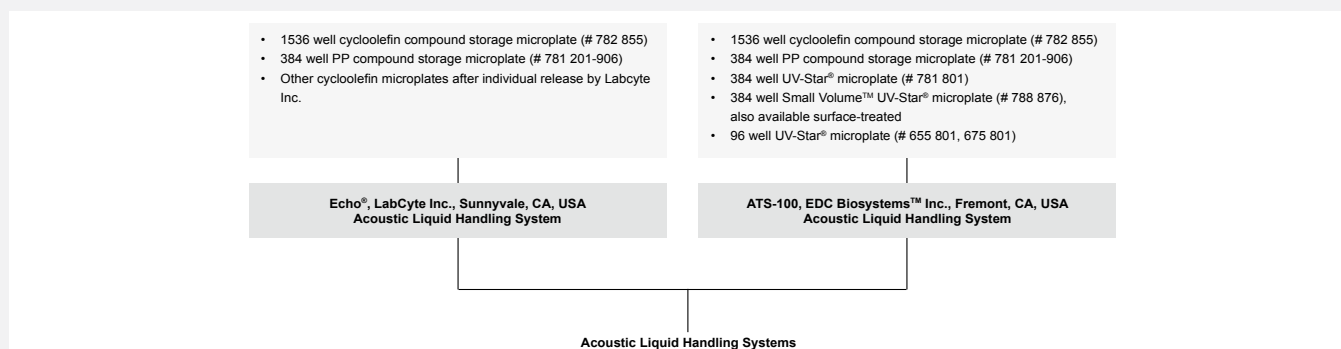 • 1536 well cycloolefin compound storage microplate (# 782 855)
• 384 well PP compound storage microplate (# 781 201-906)
• Other cycloolefin microplates after individual release by Labcyte
Inc.
• 1536 well cycloolefin compound storage microplate (# 782 855)
• 384 well PP compound storage microplate (# 781 201-906)
• 384 well UV-Star® microplate (# 781 801)
• 384 well Small Volume™ UV-Star® microplate (# 788 876),
also available surface-treated
• 96 well UV-Star® microplate (# 655 801, 675 801)
Echo®, LabCyte Inc., Sunnyvale, CA, USA
Acoustic Liquid Handling System
ATS-100, EDC Biosystems™ Inc., Fremont, CA, USA
Acoustic Liquid Handling System
Acoustic Liquid Handling Systems